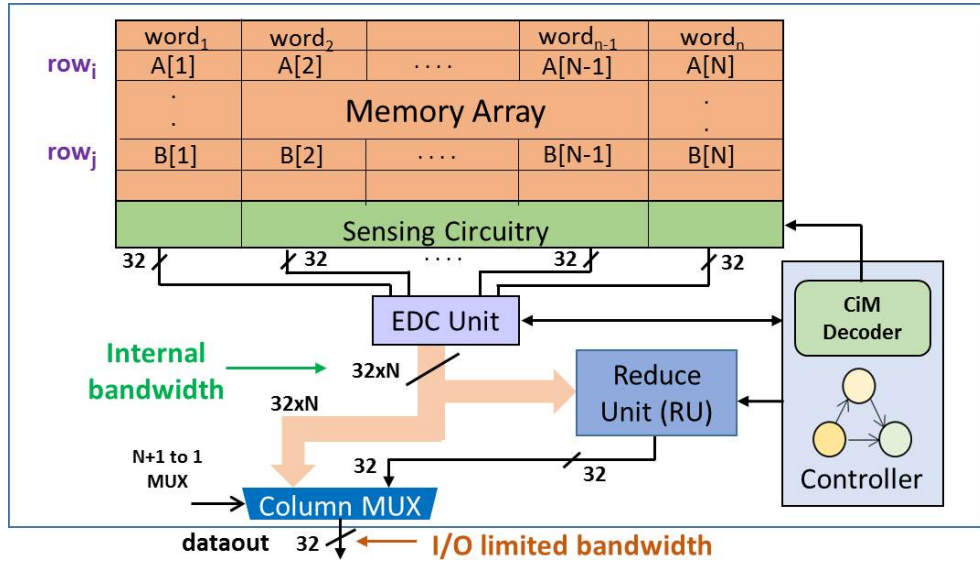 word1 word2 wordn-1 wordn
rowi A[1] A[2] .... A[N-1] A[N]
. Memory Array .
. .
rowj B[1] B[2] .... B[N-1] B[N]
Sensing Circuitry
32 32 .... 32 32
CiM
Decoder
EDC Unit
Internal
bandwidth
32xN
32xN
Reduce
Unit (RU)
Controller
N+1 to 1
MUX
32
32
Column MUX
dataout 32 I/O limited bandwidth